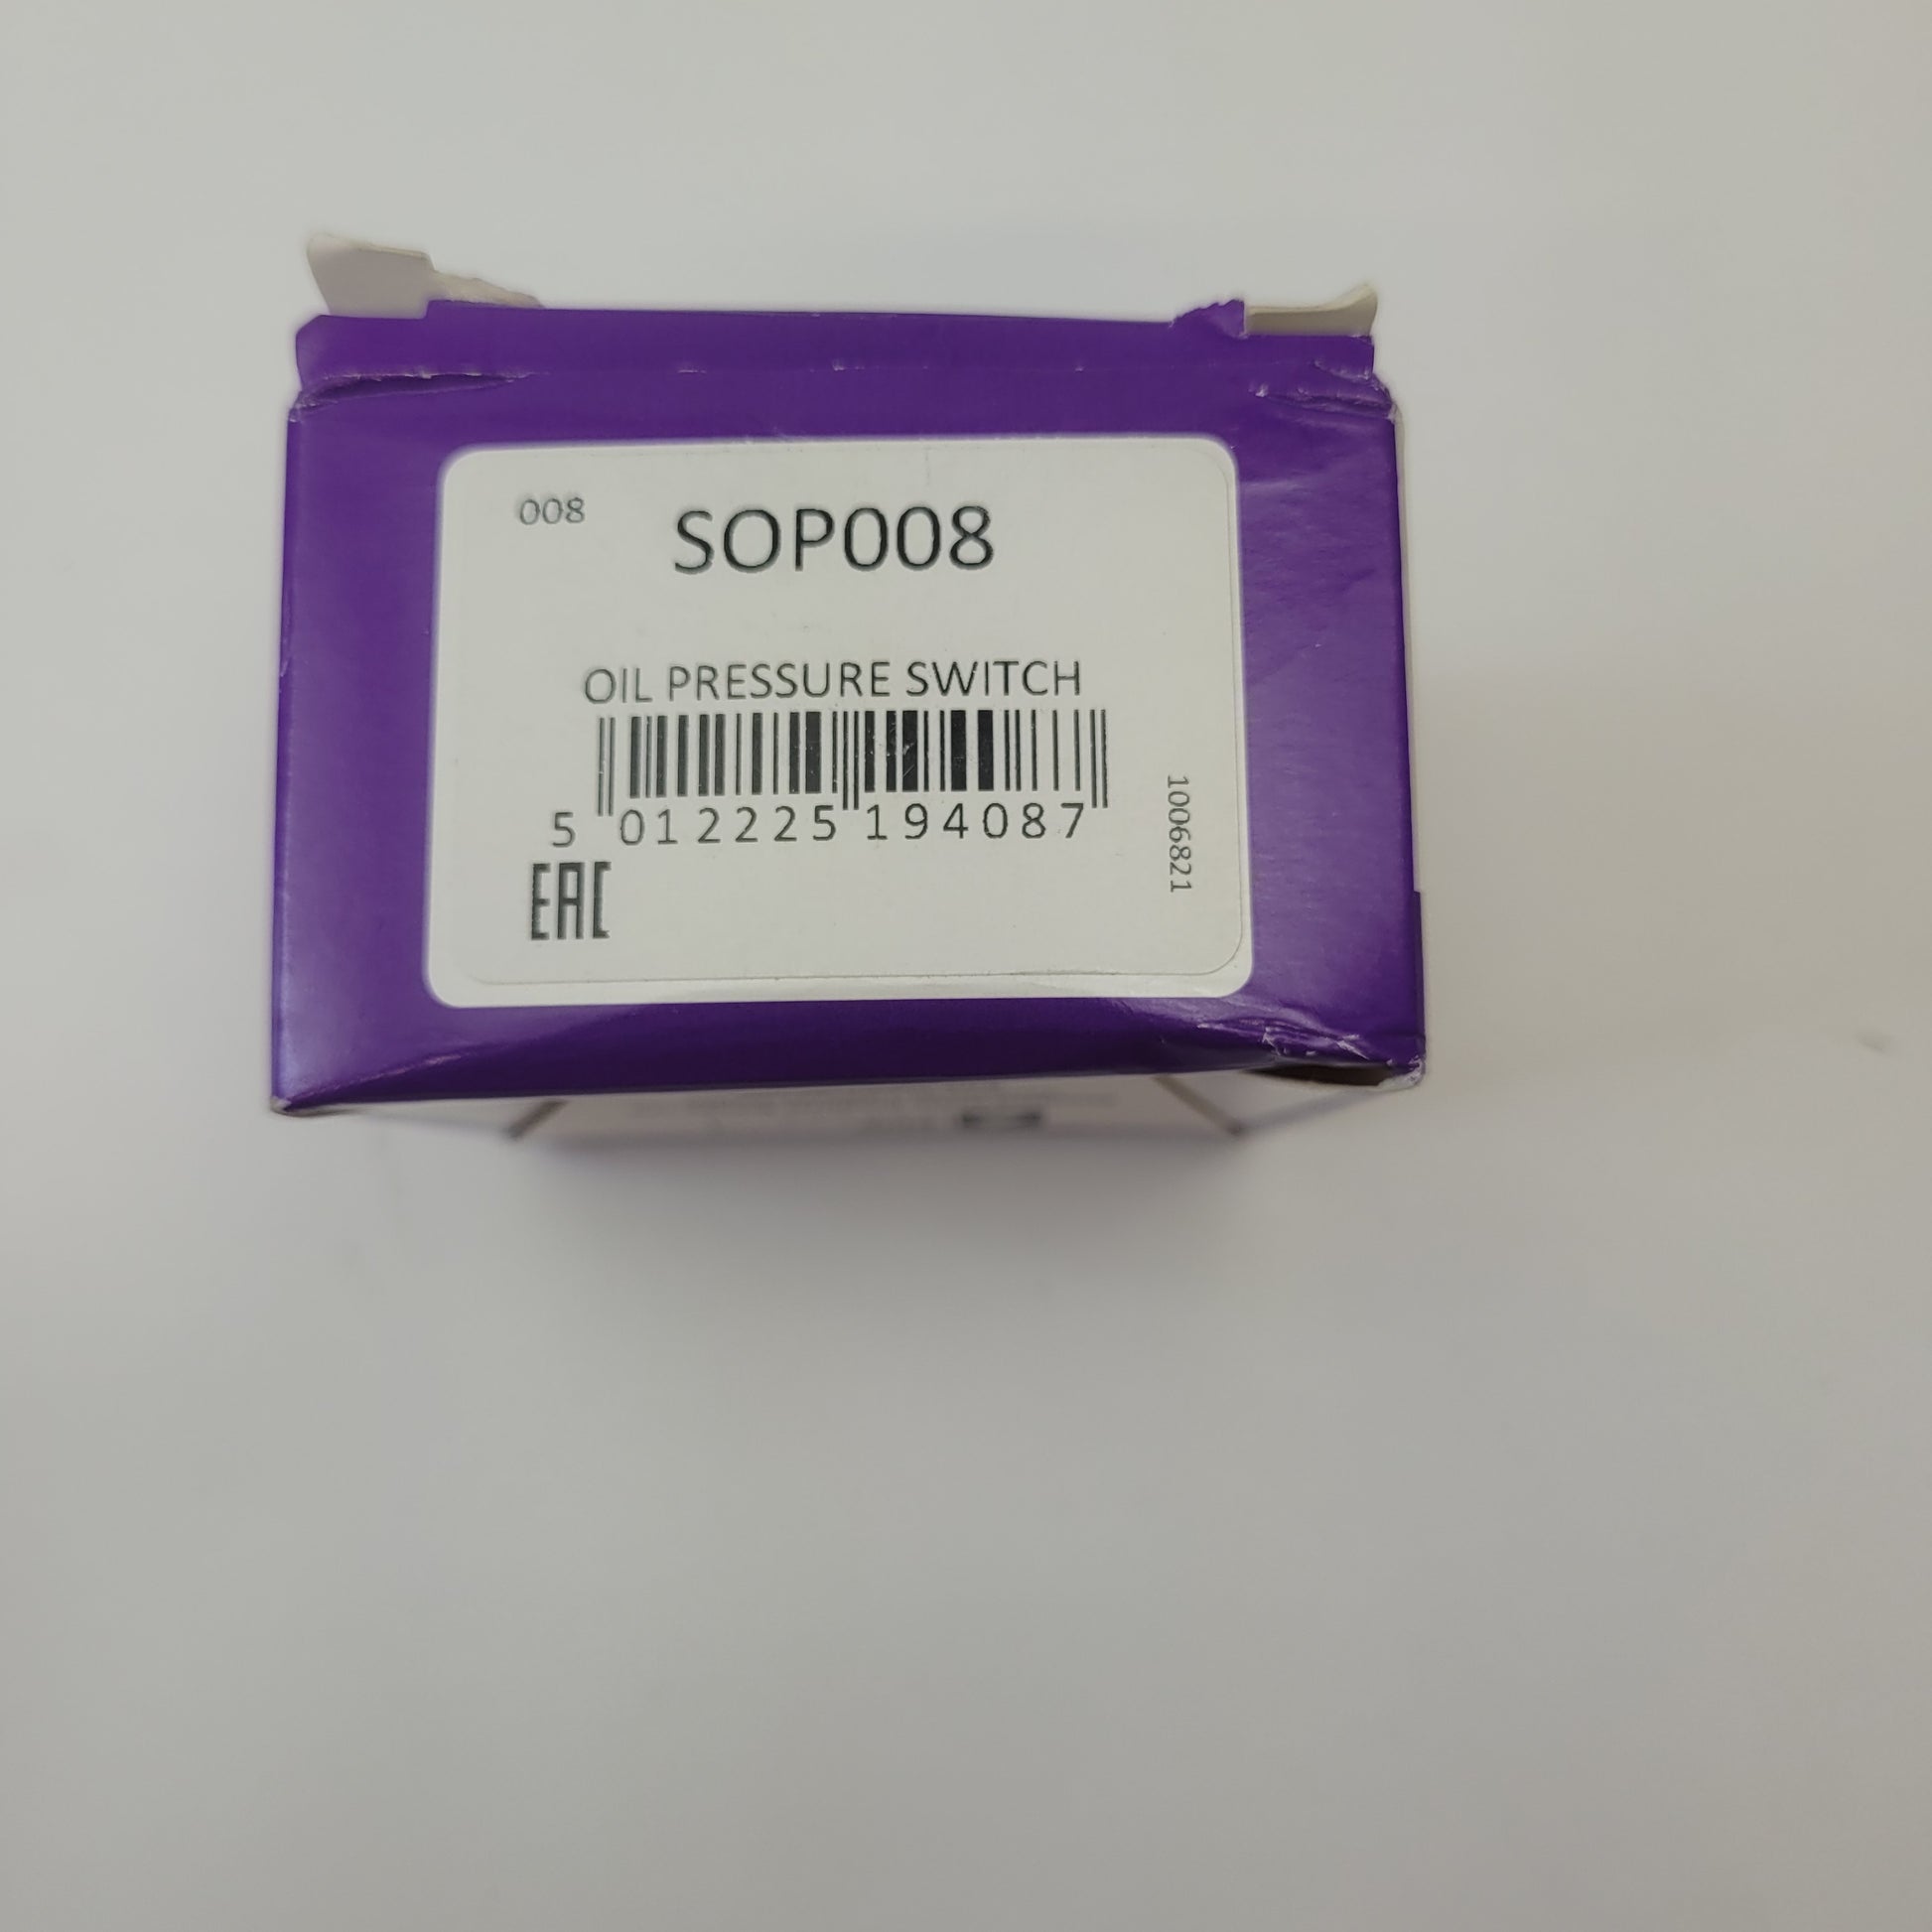 008
SOP008
OIL PRESSURE SWITCH
5 012225 194087
1006821
EAC